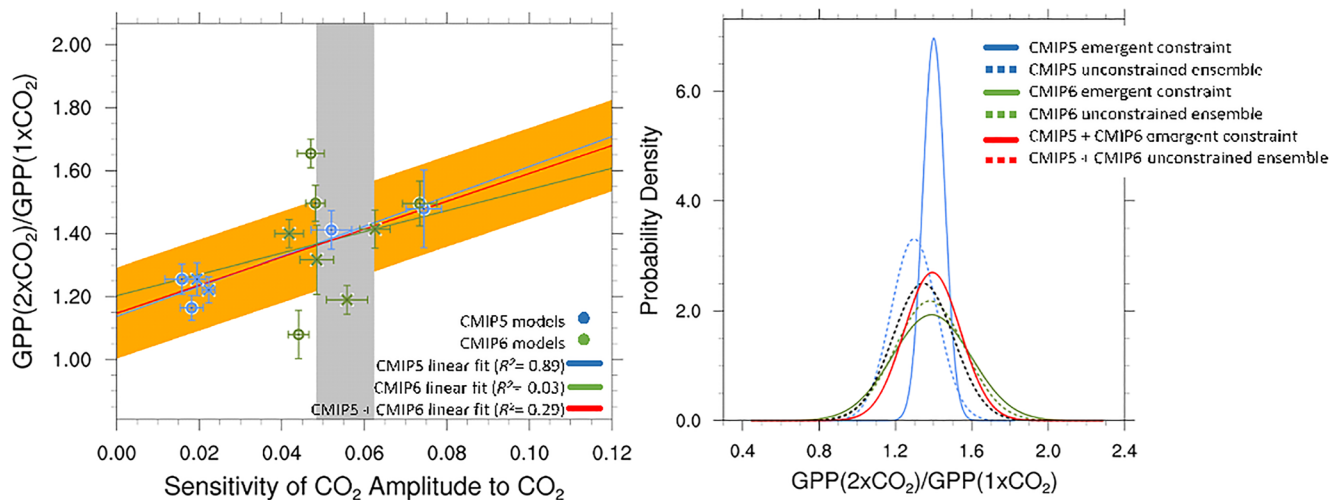 GPP(2xCO₂)/GPP(1xCO₂)
2.00
1.80
1.60
1.40
1.20
1.00
CMIP5 models
CMIP6 models
CMIP5 linear fit (R²= 0.89)
CMIP6 linear fit (R²= 0.03)
CMIP5 + CMIP6 linear fit (R²= 0.29)
0.00 0.02 0.04 0.06 0.08 0.10 0.12
Sensitivity of CO₂ Amplitude to CO₂
Probability Density
6.0
4.0
2.0
0.0
CMIP5 emergent constraint
CMIP5 unconstrained ensemble
CMIP6 emergent constraint
CMIP6 unconstrained ensemble
CMIP5 + CMIP6 emergent constraint
CMIP5 + CMIP6 unconstrained ensemble
0.4 0.8 1.2 1.6 2.0 2.4
GPP(2xCO₂)/GPP(1xCO₂)